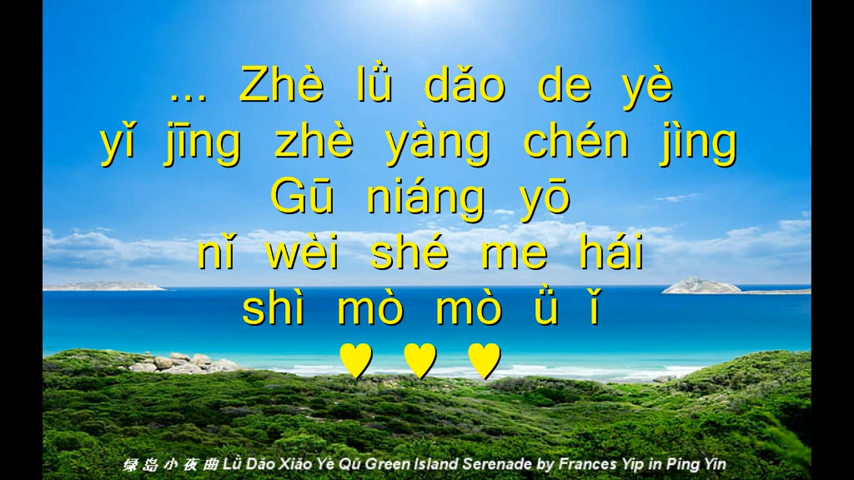 ... Zhè lǜ dǎo de yè
yǐ jīng zhè yàng chén jìng
Gū niáng yō
nǐ wèi shé me hái
shì mò mò ǜ ǐ
♥ ♥ ♥
绿 岛 小 夜 曲 Lǜ Dǎo Xiǎo Yè Qǔ Green Island Serenade by Frances Yip in Ping Yin